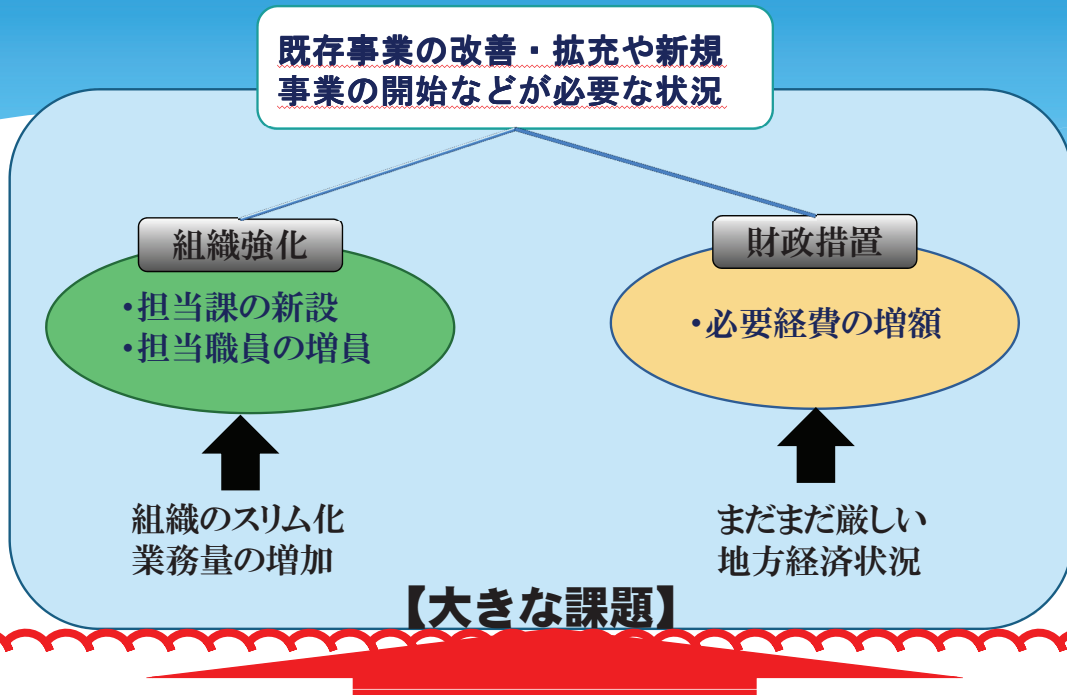 既存事業の改善・拡充や新規
事業の開始などが必要な状況
組織強化
・担当課の新設
・担当職員の増員
組織のスリム化
業務量の増加
財政措置
・必要経費の増額
まだまだ厳しい
地方経済状況
【大きな課題】